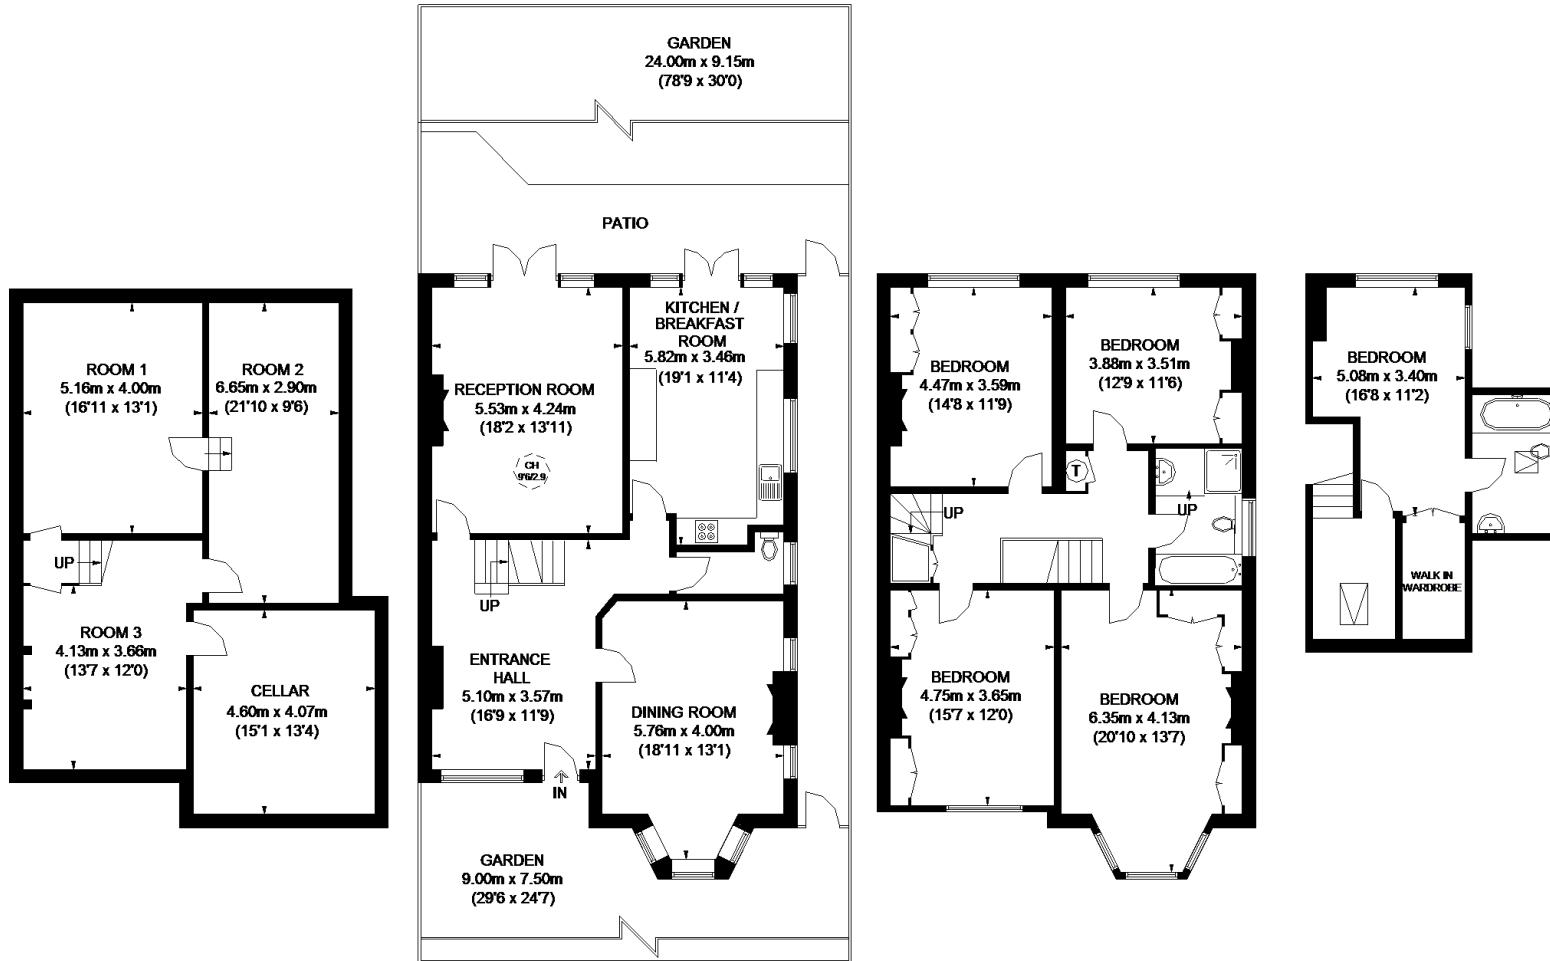 GARDEN
24.00m x 9.15m
(78'9 x 30'0)
PATIO
ROOM 1
5.16m x 4.00m
(16'11 x 13'1)
ROOM 2
6.65m x 2.90m
(21'10 x 9'6)
UP
ROOM 3
4.13m x 3.66m
(13'7 x 12'0)
CELLAR
4.60m x 4.07m
(15'1 x 13'4)
RECEPTION ROOM
5.53m x 4.24m
(18'2 x 13'11)
CH
9'6/2.9
KITCHEN /
BREAKFAST
ROOM
5.82m x 3.46m
(19'1 x 11'4)
UP
ENTRANCE
HALL
5.10m x 3.57m
(16'9 x 11'9)
IN
DINING ROOM
5.76m x 4.00m
(18'11 x 13'1)
GARDEN
9.00m x 7.50m
(29'6 x 24'7)
BEDROOM
4.47m x 3.59m
(14'8 x 11'9)
BEDROOM
3.88m x 3.51m
(12'9 x 11'6)
T
UP
UP
BEDROOM
4.75m x 3.65m
(15'7 x 12'0)
BEDROOM
6.35m x 4.13m
(20'10 x 13'7)
BEDROOM
5.08m x 3.40m
(16'8 x 11'2)
WALK IN
WARDROBE